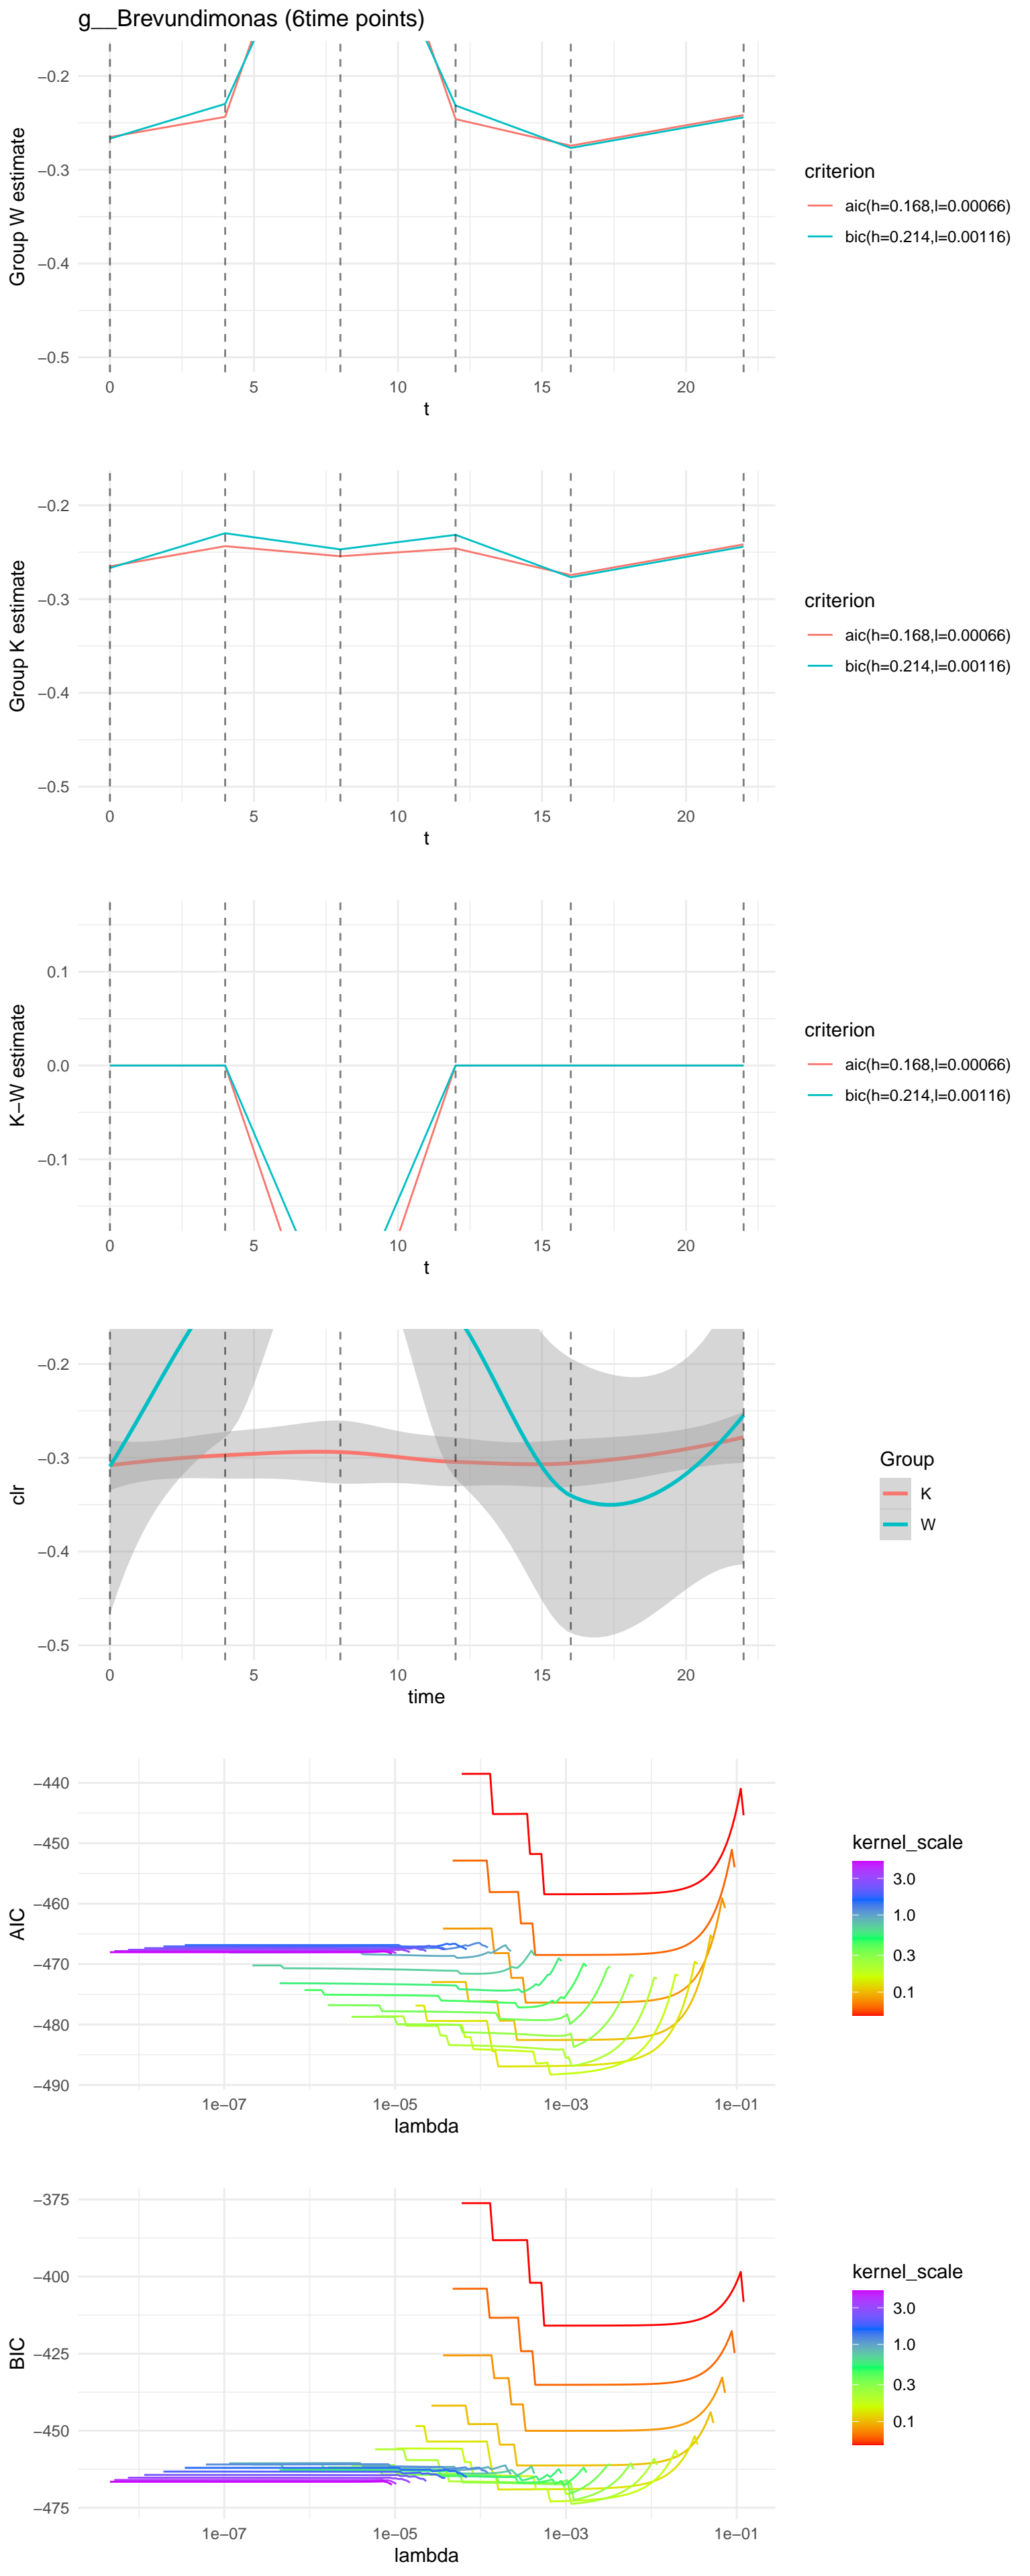 g__Brevundimonas (6time points)
Group W estimate
−0.2
−0.3
−0.4
−0.5
0 5 10 15 20
t
criterion
aic(h=0.168,l=0.00066)
bic(h=0.214,l=0.00116)
Group K estimate
−0.2
−0.3
−0.4
−0.5
0 5 10 15 20
t
criterion
aic(h=0.168,l=0.00066)
bic(h=0.214,l=0.00116)
K−W estimate
0.1
0.0
−0.1
0 5 10 15 20
t
criterion
aic(h=0.168,l=0.00066)
bic(h=0.214,l=0.00116)
clr
−0.2
−0.3
−0.4
−0.5
0 5 10 15 20
time
Group
K
W
AIC
−440
−450
−460
−470
−480
−490
1e−07 1e−05 1e−03 1e−01
lambda
kernel_scale
3.0
1.0
0.3
0.1
BIC
−375
−400
−425
−450
−475
1e−07 1e−05 1e−03 1e−01
lambda
kernel_scale
3.0
1.0
0.3
0.1